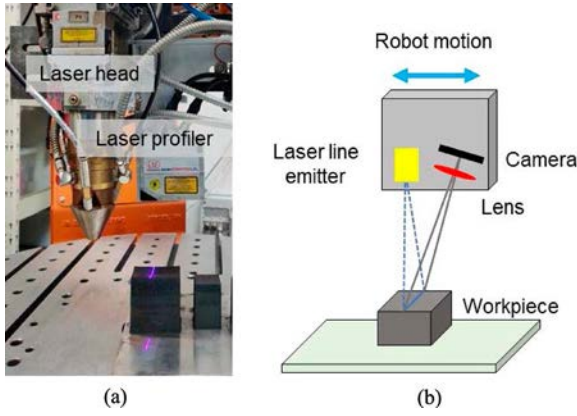 Laser head
Laser profiler
(a)
Robot motion
Laser line
emitter
Camera
Lens
Workpiece
(b)